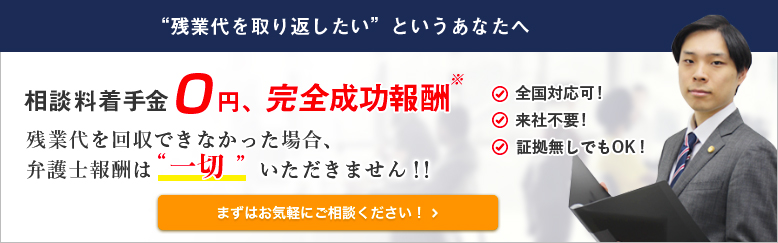 “残業代を取り返したい” というあなたへ
相談料着手金0円、完全成功報酬※
残業代を回収できなかった場合、
弁護士報酬は“一切”いただきません!!
全国対応可！
来社不要！
証拠無しでもOK！
まずはお気軽にご相談ください！ >